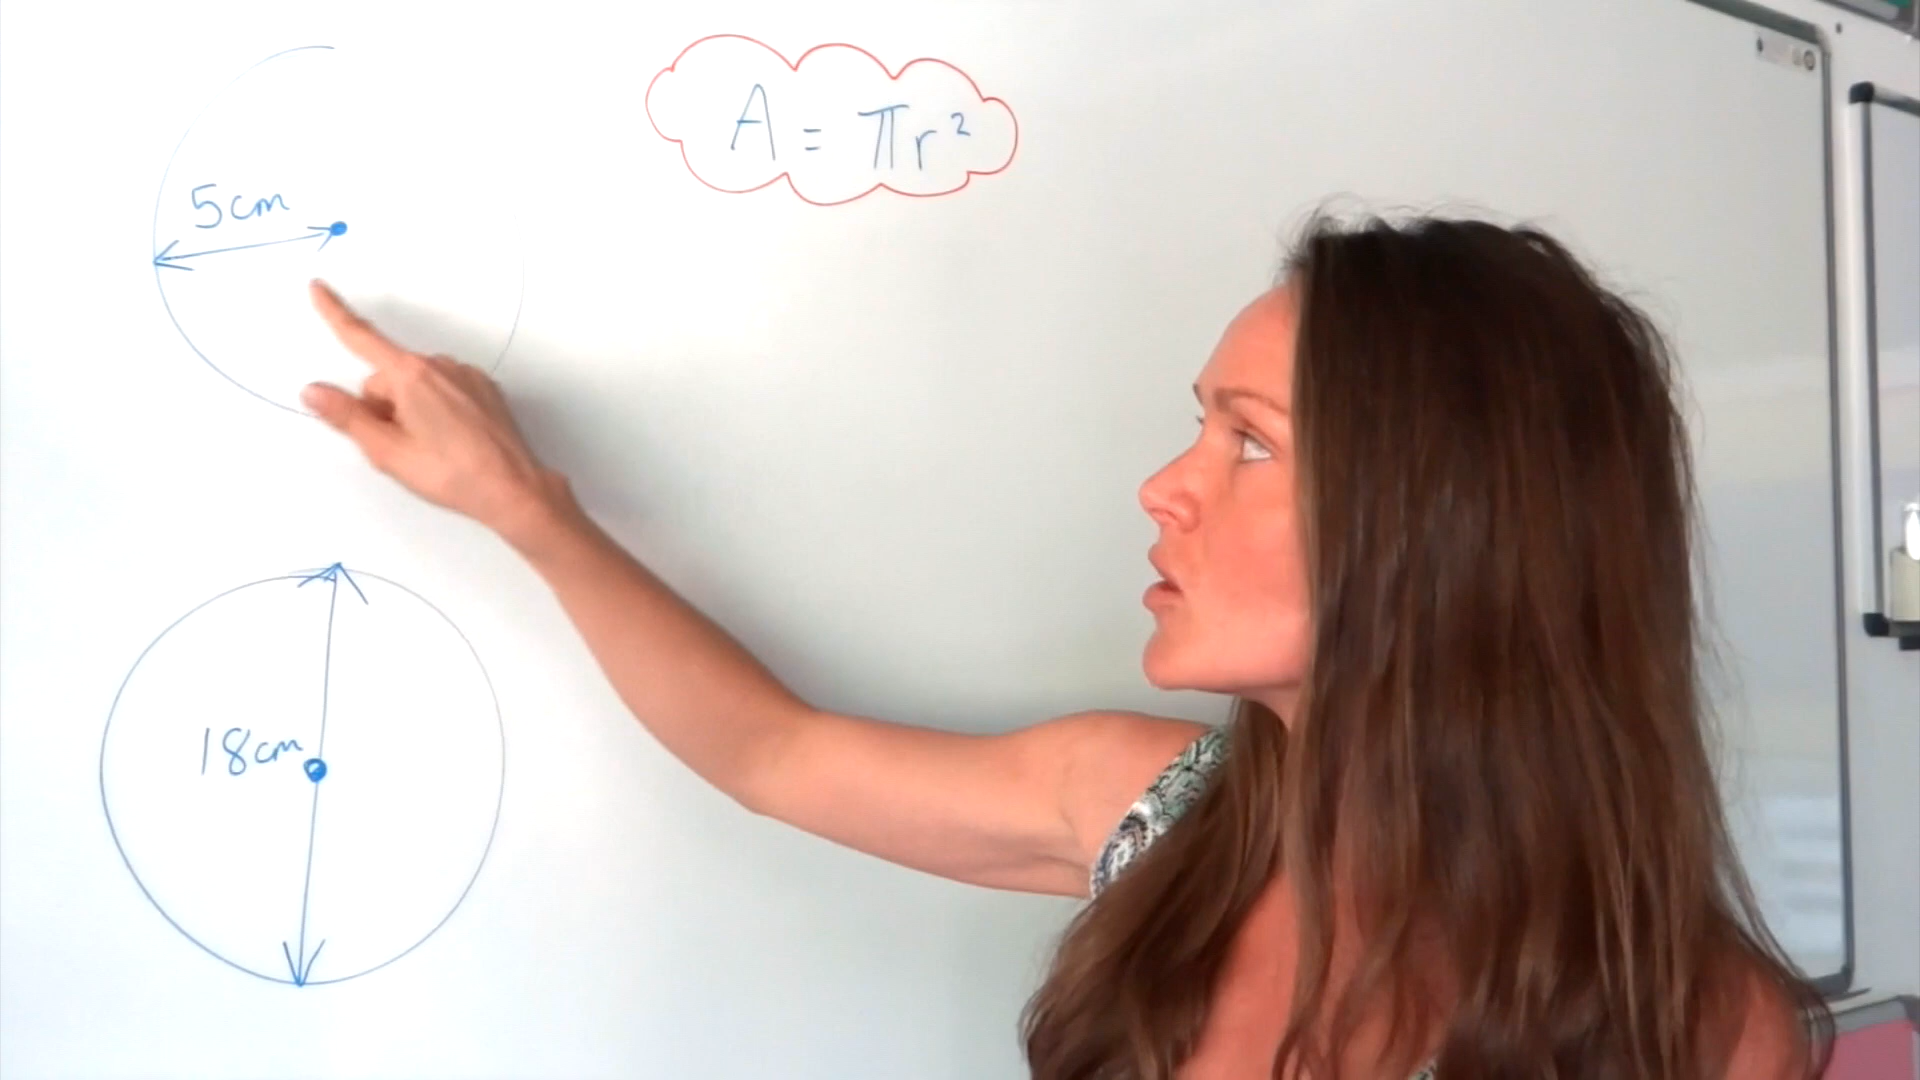 A = πr²
5cm
18cm